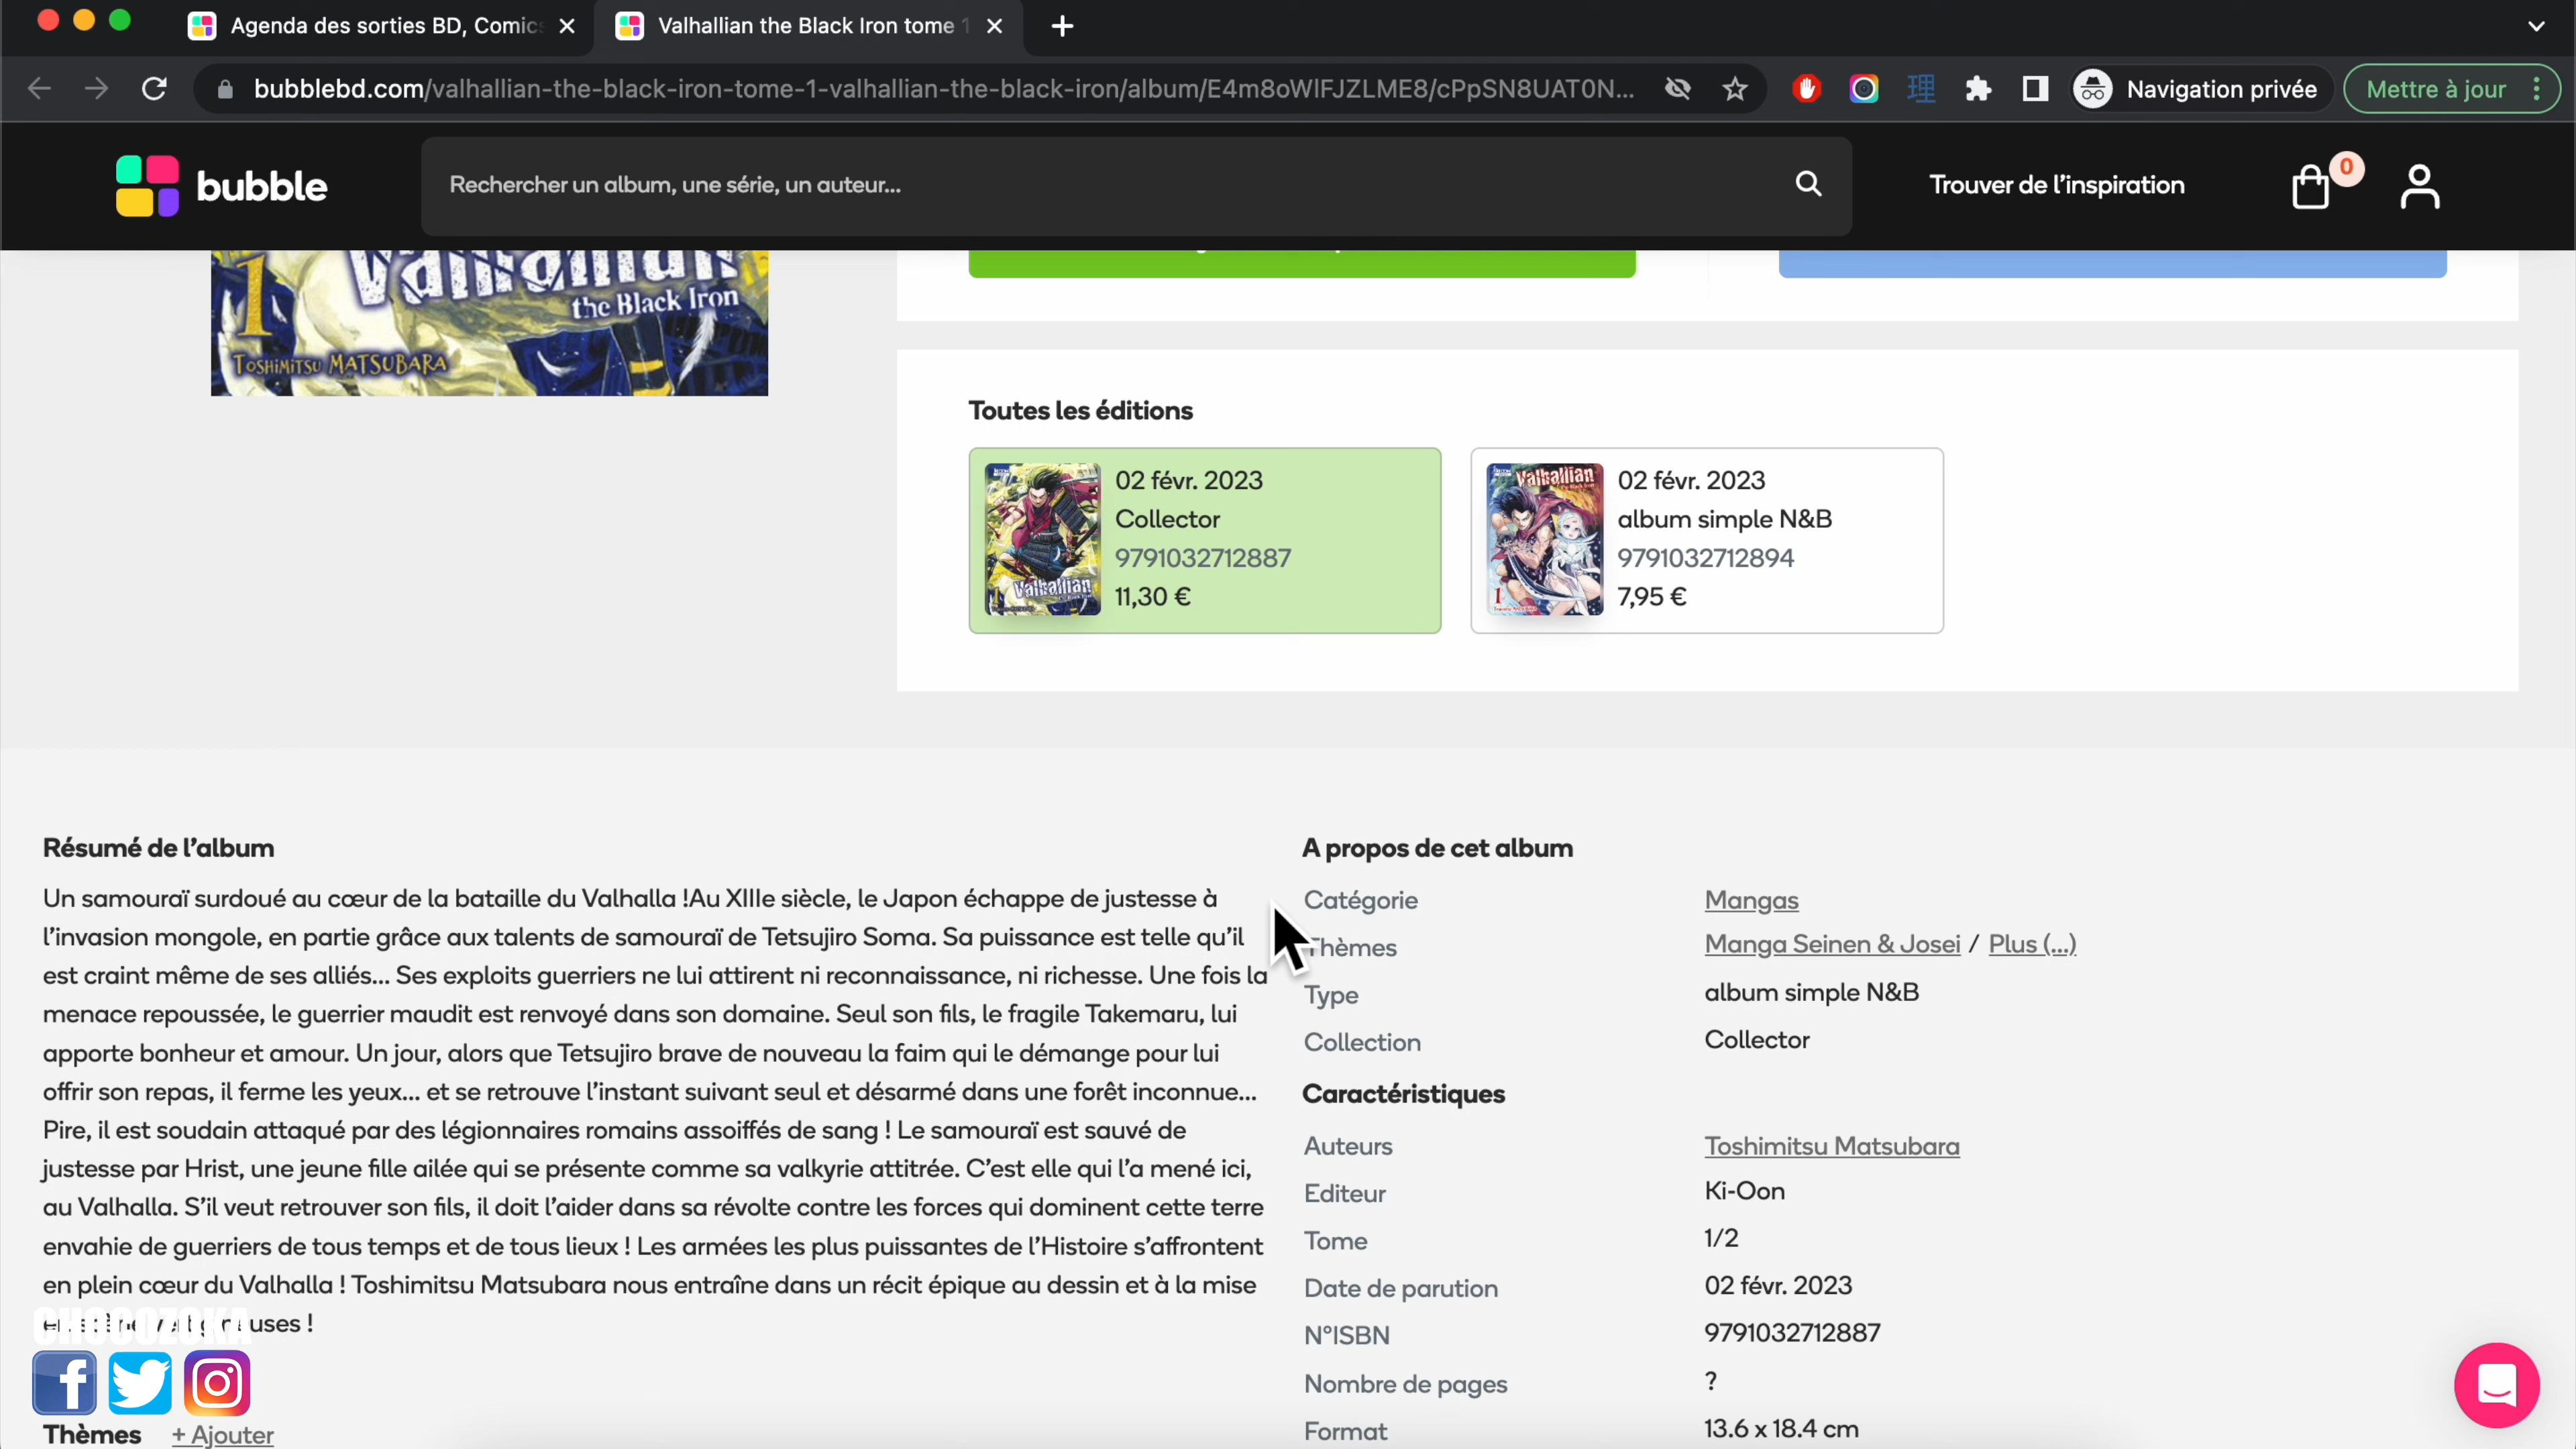 Agenda des sorties BD, Comics
Valhallian the Black Iron tome 1
bubblebd.com/valhallian-the-black-iron-tome-1-valhallian-the-black-iron/album/E4m8oWlFJZLME8/cPpSN8UAT0N...
Navigation privée
Mettre à jour
bubble
Rechercher un album, une série, un auteur...
Trouver de l'inspiration
0
Valhallian
the Black Iron
1
TOSHIMITSU MATSUBARA
Toutes les éditions
02 févr. 2023
Collector
9791032712887
11,30 €
Valhallian
02 févr. 2023
album simple N&B
9791032712894
7,95 €
Valhallian
1
Résumé de l'album
Un samouraï surdoué au cœur de la bataille du Valhalla !Au XIIIe siècle, le Japon échappe de justesse à
l'invasion mongole, en partie grâce aux talents de samouraï de Tetsujiro Soma. Sa puissance est telle qu'il
est craint même de ses alliés... Ses exploits guerriers ne lui attirent ni reconnaissance, ni richesse. Une fois la
menace repoussée, le guerrier maudit est renvoyé dans son domaine. Seul son fils, le fragile Takemaru, lui
apporte bonheur et amour. Un jour, alors que Tetsujiro brave de nouveau la faim qui le démange pour lui
offrir son repas, il ferme les yeux... et se retrouve l'instant suivant seul et désarmé dans une forêt inconnue...
Pire, il est soudain attaqué par des légionnaires romains assoiffés de sang ! Le samouraï est sauvé de
justesse par Hrist, une jeune fille ailée qui se présente comme sa valkyrie attitrée. C'est elle qui l'a mené ici,
au Valhalla. S'il veut retrouver son fils, il doit l'aider dans sa révolte contre les forces qui dominent cette terre
envahie de guerriers de tous temps et de tous lieux ! Les armées les plus puissantes de l'Histoire s'affrontent
en plein cœur du Valhalla ! Toshimitsu Matsubara nous entraîne dans un récit épique au dessin et à la mise
!
CHOCOZOKA
Thèmes + Ajouter
A propos de cet album
Catégorie Mangas
Thèmes Manga Seinen & Josei / Plus (...)
Type album simple N&B
Collection Collector
Caractéristiques
Auteurs Toshimitsu Matsubara
Editeur Ki-Oon
Tome 1/2
Date de parution 02 févr. 2023
N°ISBN 9791032712887
Nombre de pages ?
Format 13.6 x 18.4 cm